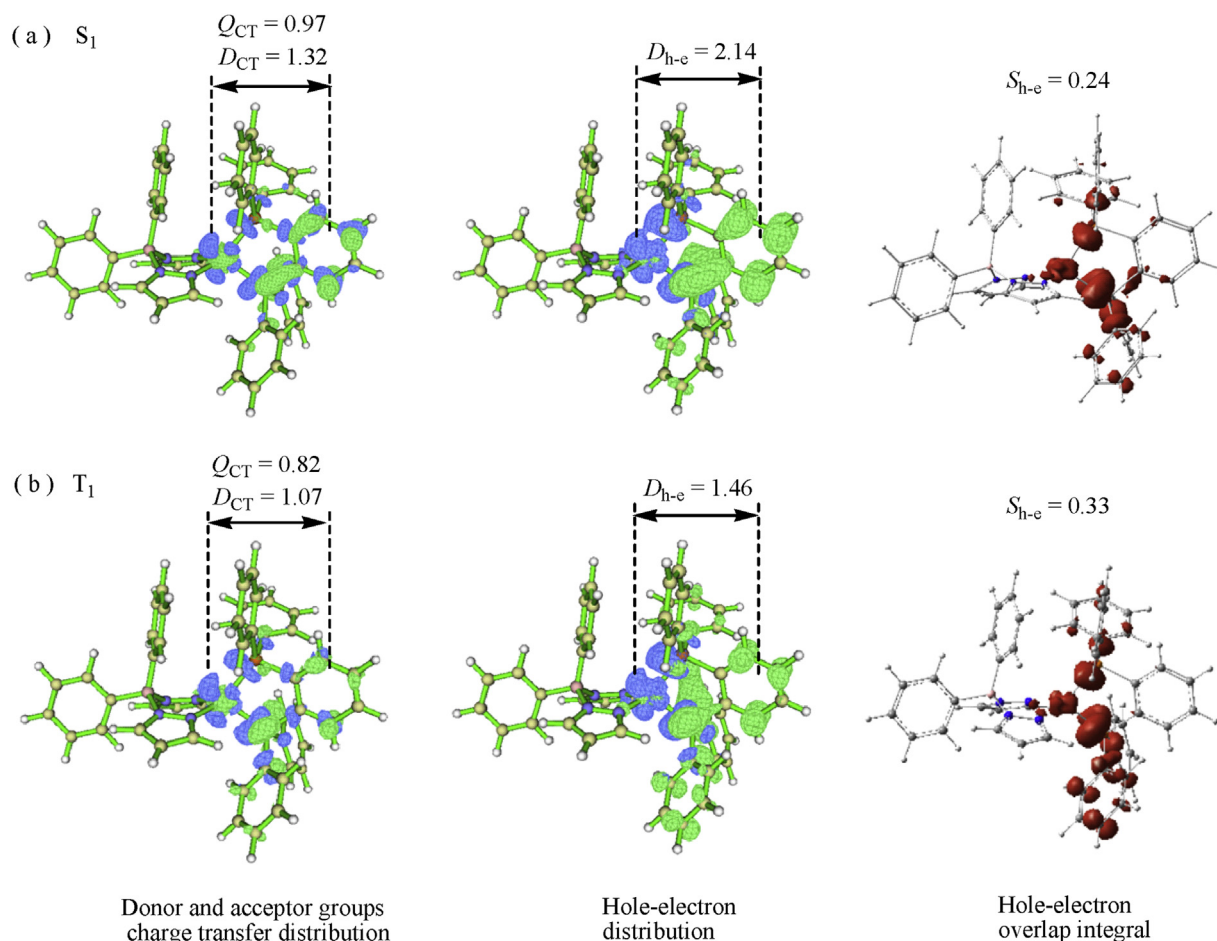 ( a ) S1
QCT = 0.97
DCT = 1.32
Dh-e = 2.14
Sh-e = 0.24
( b ) T1
QCT = 0.82
DCT = 1.07
Dh-e = 1.46
Sh-e = 0.33
Donor and acceptor groups
charge transfer distribution
Hole-electron
distribution
Hole-electron
overlap integral